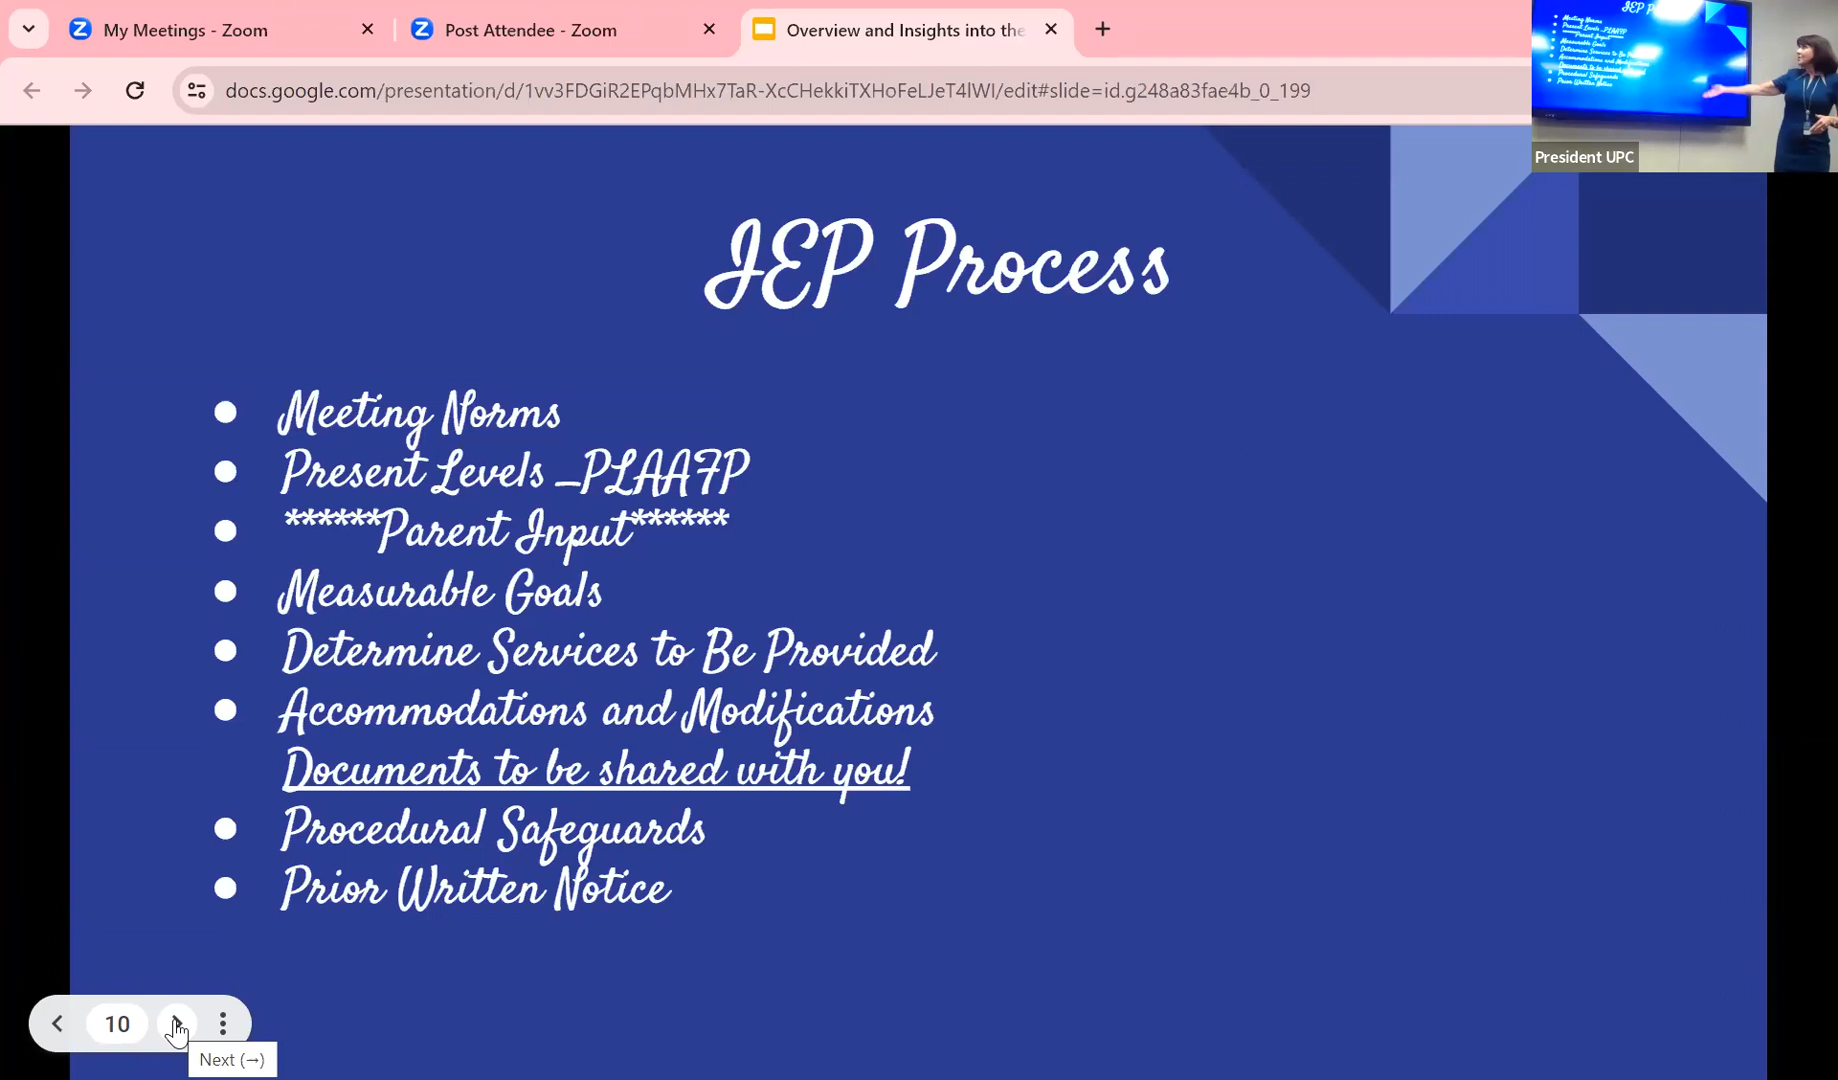 My Meetings - Zoom
Post Attendee - Zoom
Overview and Insights into the
docs.google.com/presentation/d/1vv3FDGiR2EPqbMHx7TaR-XcCHekkiTXHoFeLJeT4lWI/edit#slide=id.g248a83fae4b_0_199
President UPC
IEP Process
Meeting Norms
Present Levels _PLAAFP
******Parent Input******
Measurable Goals
Determine Services to Be Provided
Accommodations and Modifications
Documents to be shared with you!
Procedural Safeguards
Prior Written Notice
10
Next (→)